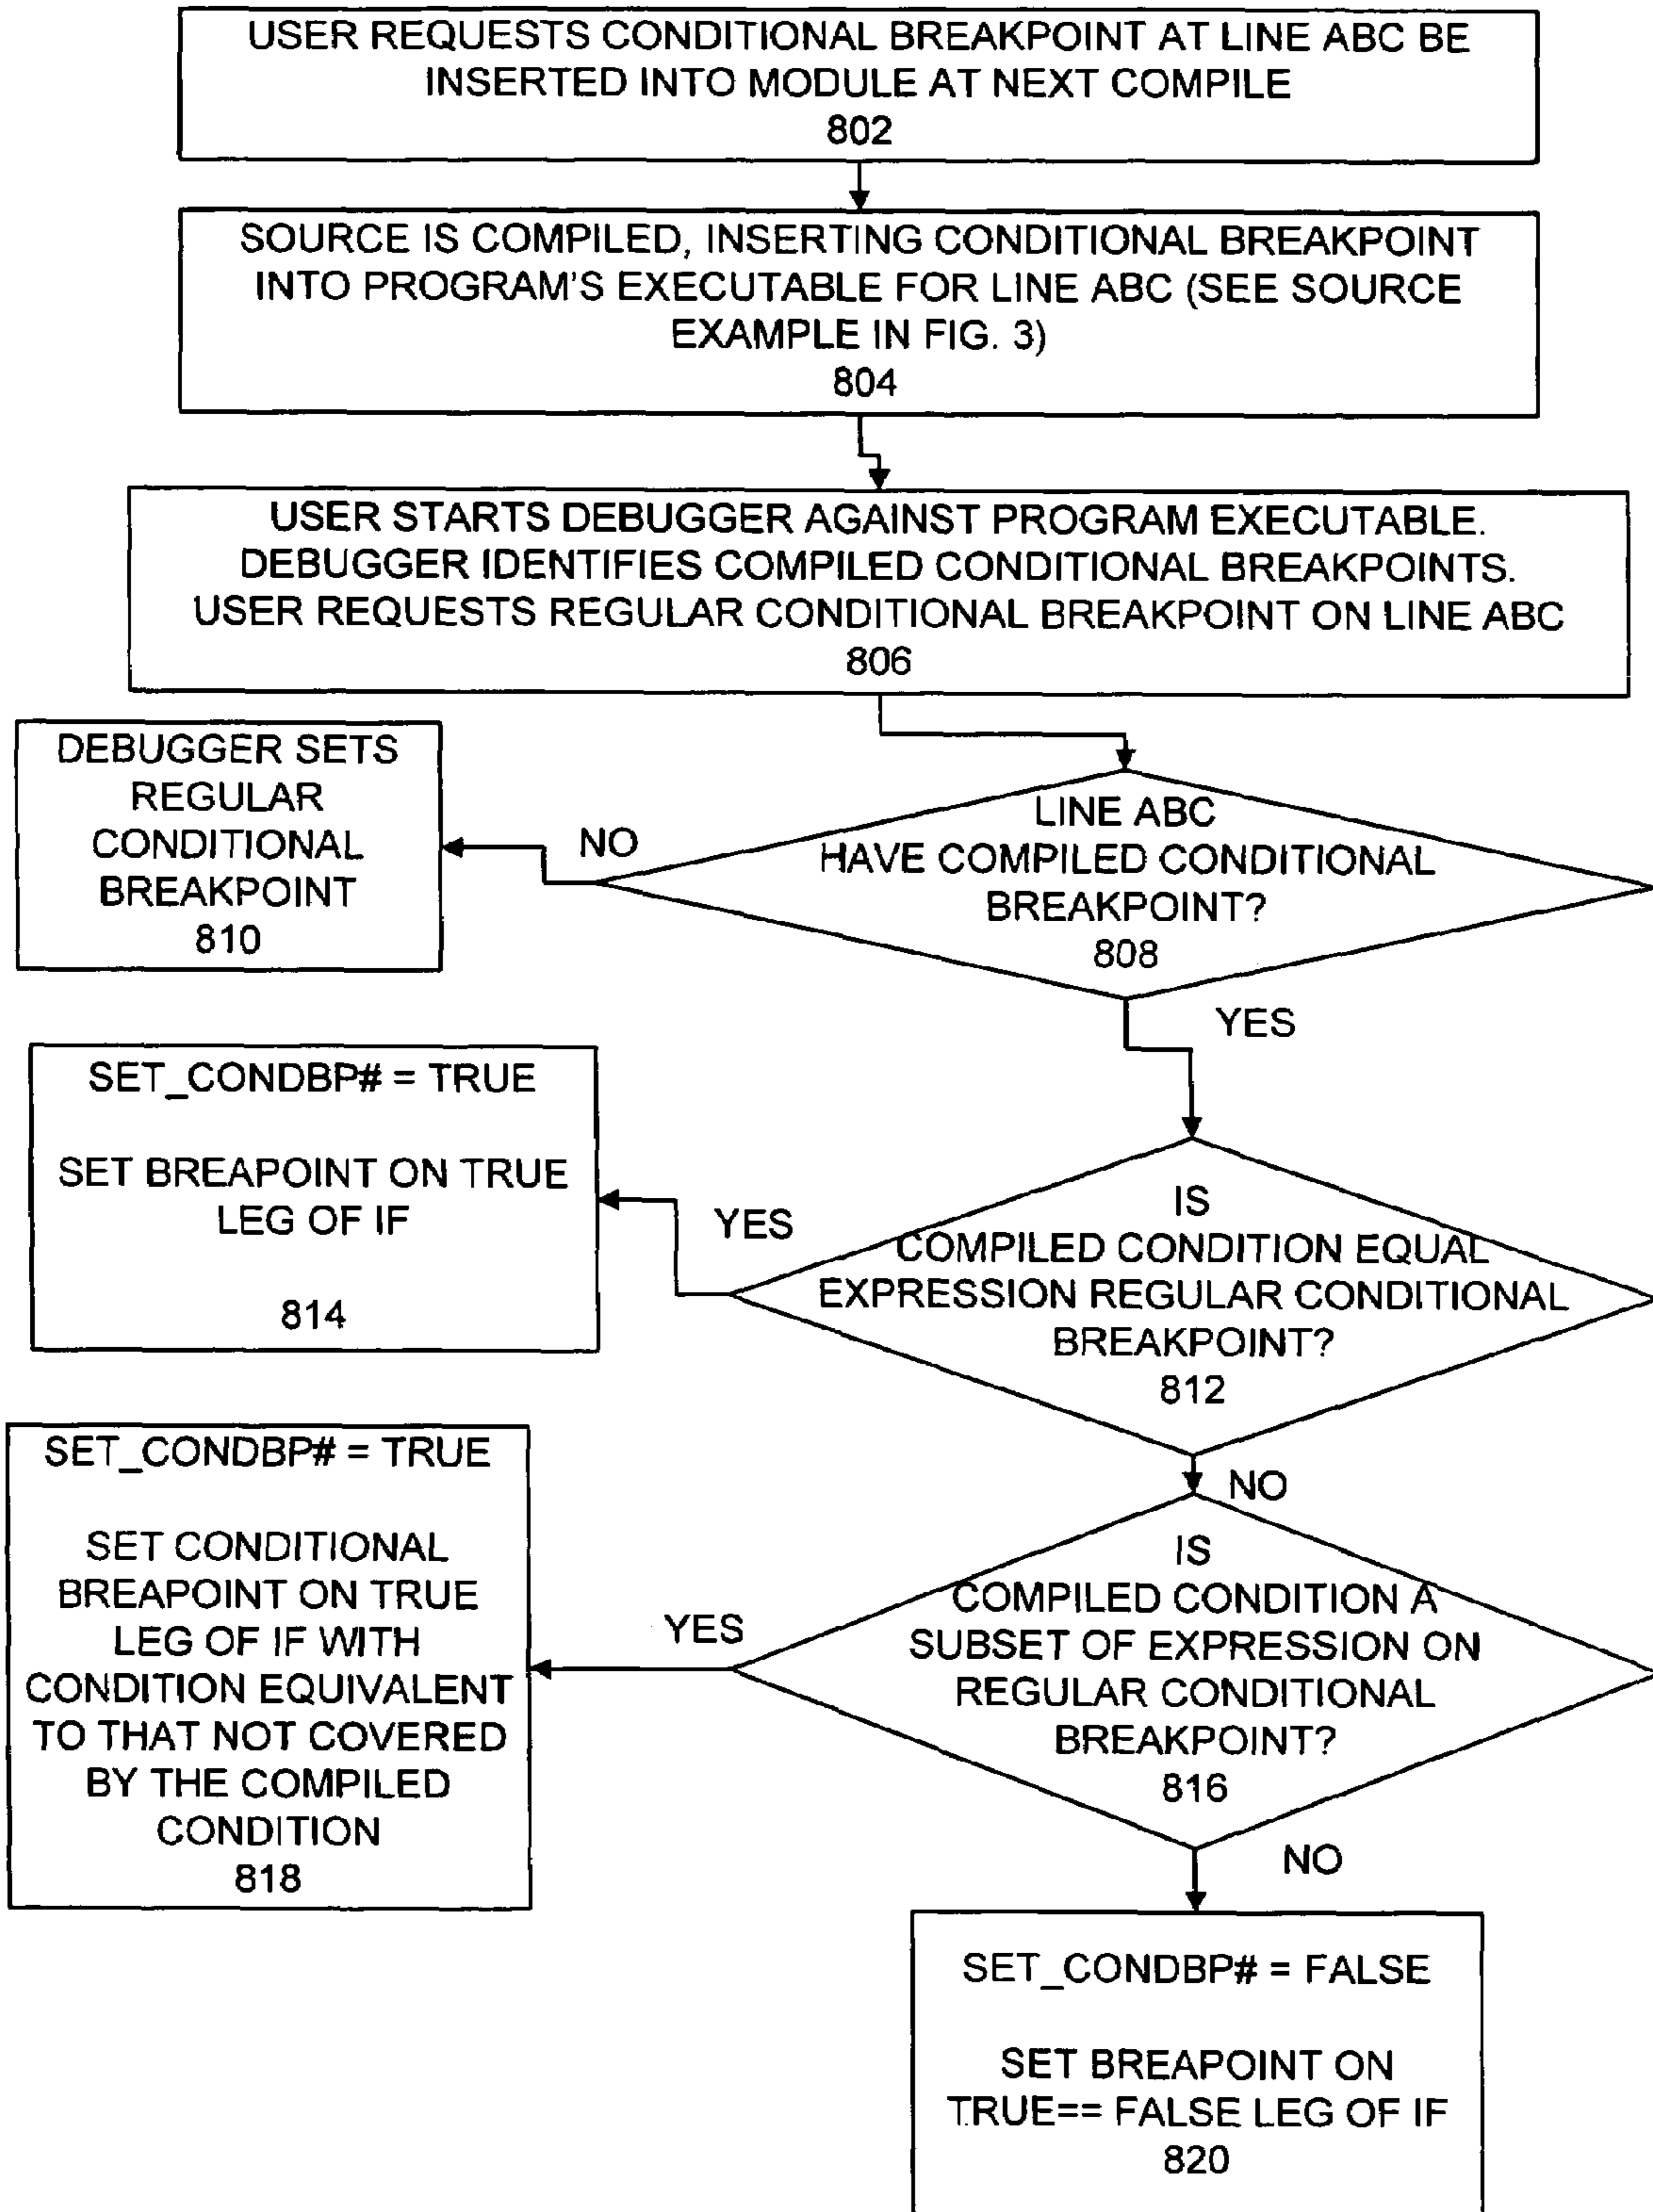 USER REQUESTS CONDITIONAL BREAKPOINT AT LINE ABC BE
INSERTED INTO MODULE AT NEXT COMPILE
802
SOURCE IS COMPILED, INSERTING CONDITIONAL BREAKPOINT
INTO PROGRAM'S EXECUTABLE FOR LINE ABC (SEE SOURCE
EXAMPLE IN FIG. 3)
804
USER STARTS DEBUGGER AGAINST PROGRAM EXECUTABLE.
DEBUGGER IDENTIFIES COMPILED CONDITIONAL BREAKPOINTS.
USER REQUESTS REGULAR CONDITIONAL BREAKPOINT ON LINE ABC
806
LINE ABC
HAVE COMPILED CONDITIONAL
BREAKPOINT?
808
NO
DEBUGGER SETS
REGULAR
CONDITIONAL
BREAKPOINT
810
YES
IS
COMPILED CONDITION EQUAL
EXPRESSION REGULAR CONDITIONAL
BREAKPOINT?
812
YES
SET_CONDBP# = TRUE
SET BREAPOINT ON TRUE
LEG OF IF
814
NO
IS
COMPILED CONDITION A
SUBSET OF EXPRESSION ON
REGULAR CONDITIONAL
BREAKPOINT?
816
YES
SET_CONDBP# = TRUE
SET CONDITIONAL
BREAPOINT ON TRUE
LEG OF IF WITH
CONDITION EQUIVALENT
TO THAT NOT COVERED
BY THE COMPILED
CONDITION
818
NO
SET_CONDBP# = FALSE
SET BREAPOINT ON
TRUE== FALSE LEG OF IF
820